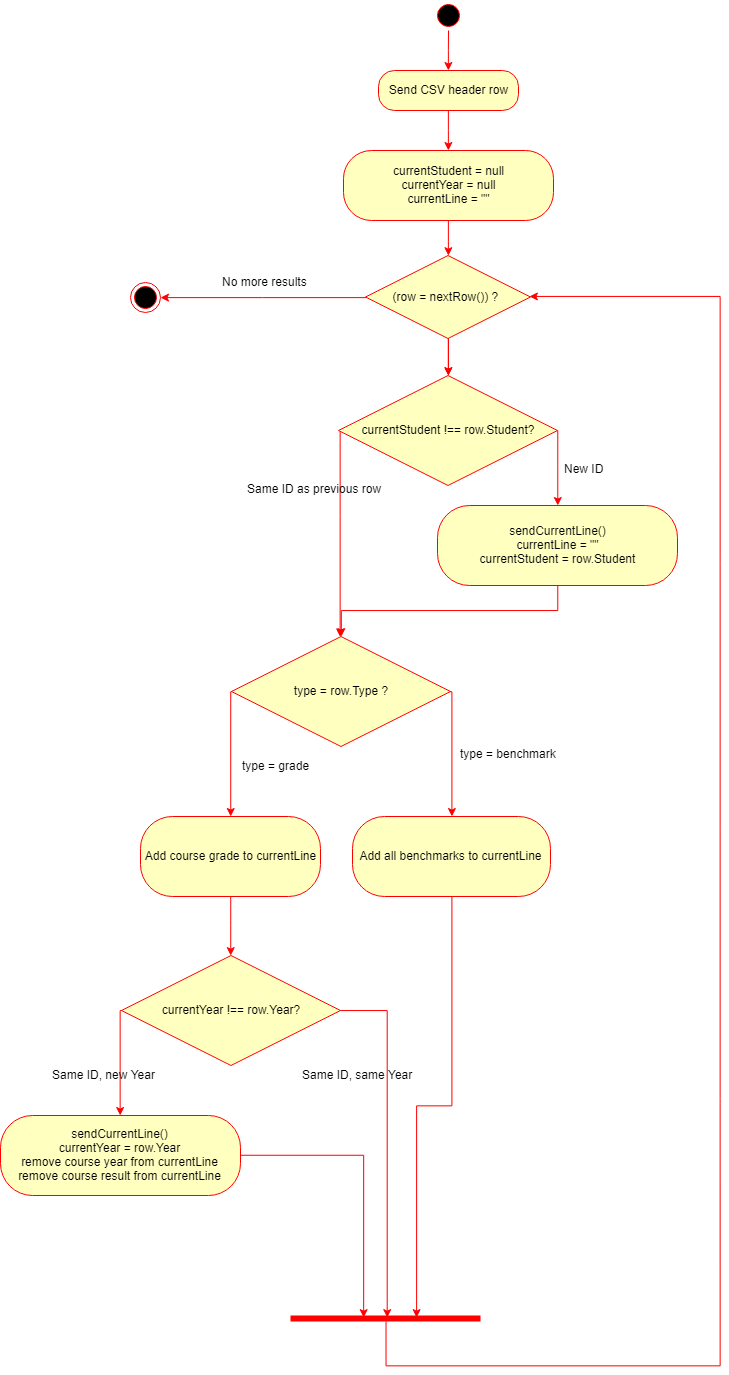 Send CSV header row
currentStudent = null
currentYear = null
currentLine = ""
No more results
(row = nextRow()) ?
currentStudent !== row.Student?
New ID
Same ID as previous row
sendCurrentLine()
currentLine = ""
currentStudent = row.Student
type = row.Type ?
type = benchmark
type = grade
Add course grade to currentLine
Add all benchmarks to currentLine
currentYear !== row.Year?
Same ID, new Year
Same ID, same Year
sendCurrentLine()
currentYear = row.Year
remove course year from currentLine
remove course result from currentLine